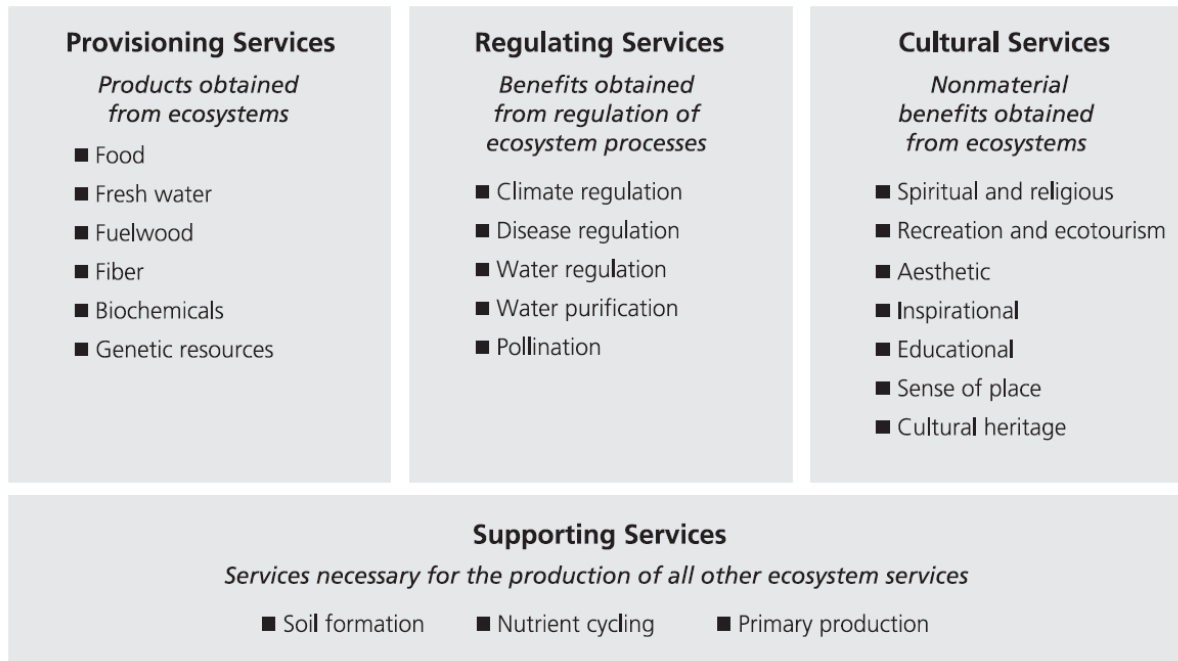 Provisioning Services
Products obtained
from ecosystems
■ Food
■ Fresh water
■ Fuelwood
■ Fiber
■ Biochemicals
■ Genetic resources
Regulating Services
Benefits obtained
from regulation of
ecosystem processes
■ Climate regulation
■ Disease regulation
■ Water regulation
■ Water purification
■ Pollination
Cultural Services
Nonmaterial
benefits obtained
from ecosystems
■ Spiritual and religious
■ Recreation and ecotourism
■ Aesthetic
■ Inspirational
■ Educational
■ Sense of place
■ Cultural heritage
Supporting Services
Services necessary for the production of all other ecosystem services
■ Soil formation ■ Nutrient cycling ■ Primary production